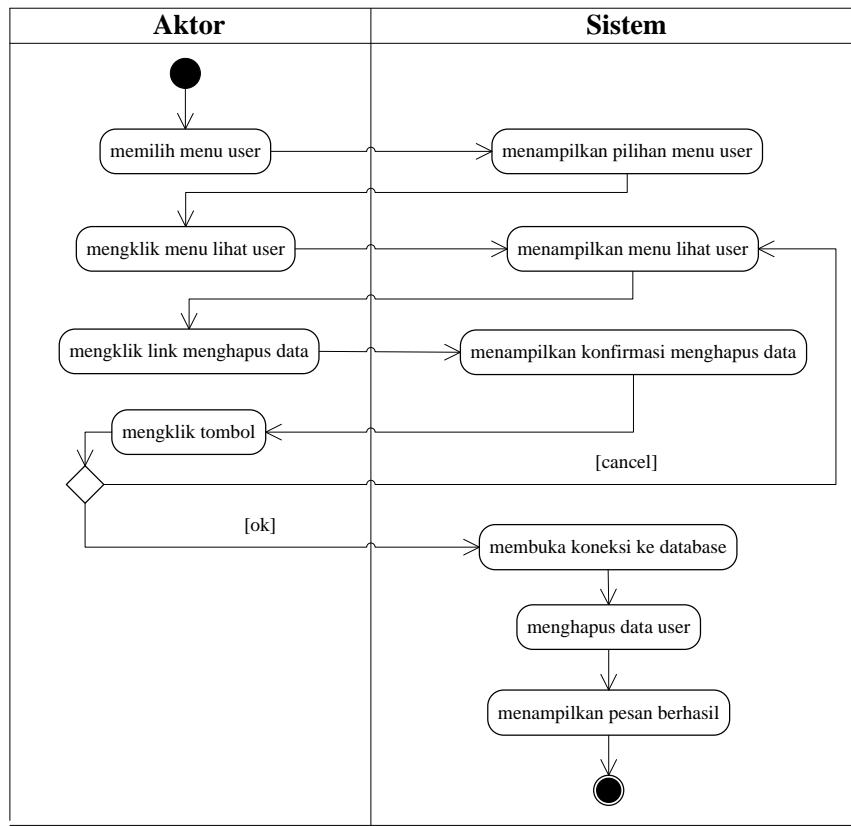 Aktor
Sistem
memilih menu user
menampilkan pilihan menu user
mengklik menu lihat user
menampilkan menu lihat user
mengklik link menghapus data
menampilkan konfirmasi menghapus data
mengklik tombol
[cancel]
[ok]
membuka koneksi ke database
menghapus data user
menampilkan pesan berhasil